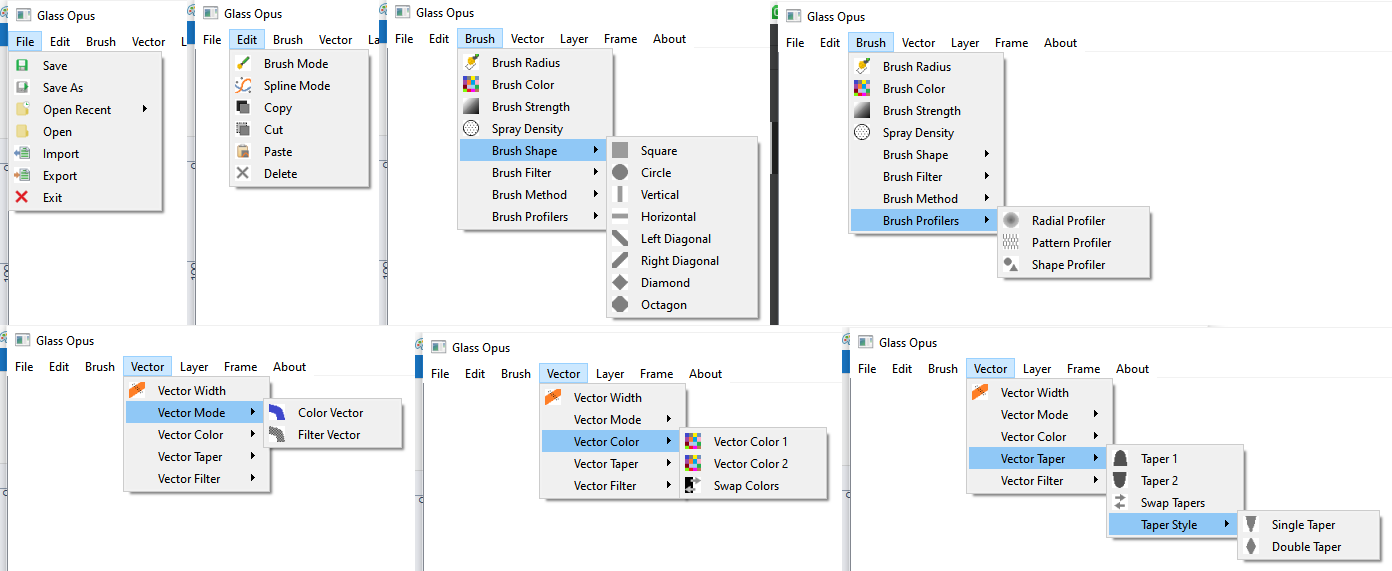 Glass Opus
File Edit Brush Vector L
Save
Save As
Open Recent
Open
Import
Export
Exit
100
Glass Opus
File Edit Brush Vector La
Brush Mode
Spline Mode
Copy
Cut
Paste
Delete
100
Glass Opus
File Edit Brush Vector Layer Frame About
Brush Radius
Brush Color
Brush Strength
Spray Density
Brush Shape
Brush Filter
Brush Method
Brush Profilers
Square
Circle
Vertical
Horizontal
Left Diagonal
Right Diagonal
Diamond
Octagon
100
Glass Opus
File Edit Brush Vector Layer Frame About
Brush Radius
Brush Color
Brush Strength
Spray Density
Brush Shape
Brush Filter
Brush Method
Brush Profilers
Radial Profiler
Pattern Profiler
Shape Profiler
Glass Opus
File Edit Brush Vector Layer Frame About
Vector Width
Vector Mode
Vector Color
Vector Taper
Vector Filter
Color Vector
Filter Vector
Glass Opus
File Edit Brush Vector Layer Frame About
Vector Width
Vector Mode
Vector Color
Vector Taper
Vector Filter
Vector Color 1
Vector Color 2
Swap Colors
Glass Opus
File Edit Brush Vector Layer Frame About
Vector Width
Vector Mode
Vector Color
Vector Taper
Vector Filter
Taper 1
Taper 2
Swap Tapers
Taper Style
Single Taper
Double Taper